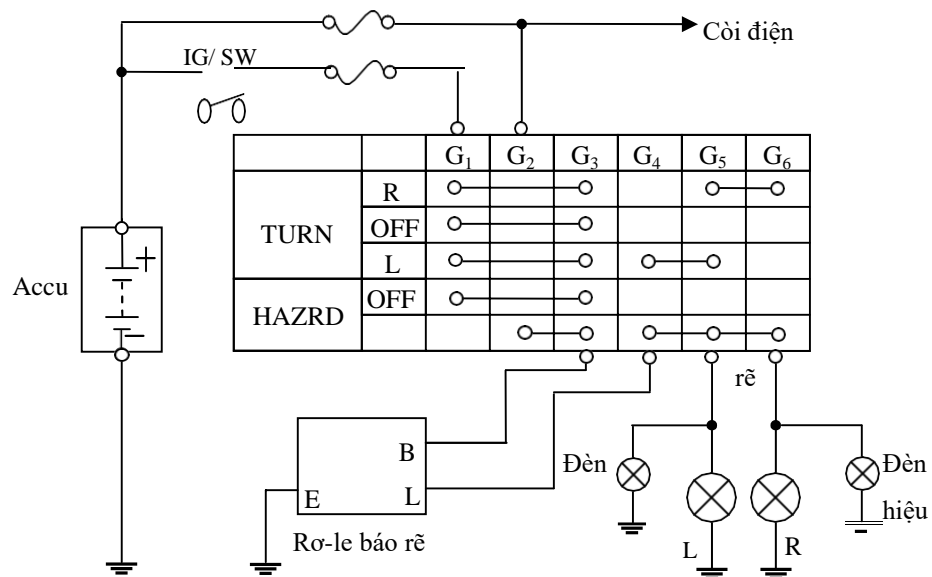 Còi điện
IG/ SW
G₁ G₂ G₃ G₄ G₅ G₆
R
TURN
OFF
L
Accu
+
−
HAZRD
OFF
rẽ
B
E
L
Rơ-le báo rẽ
Đèn
Đèn
hiệu
L
R